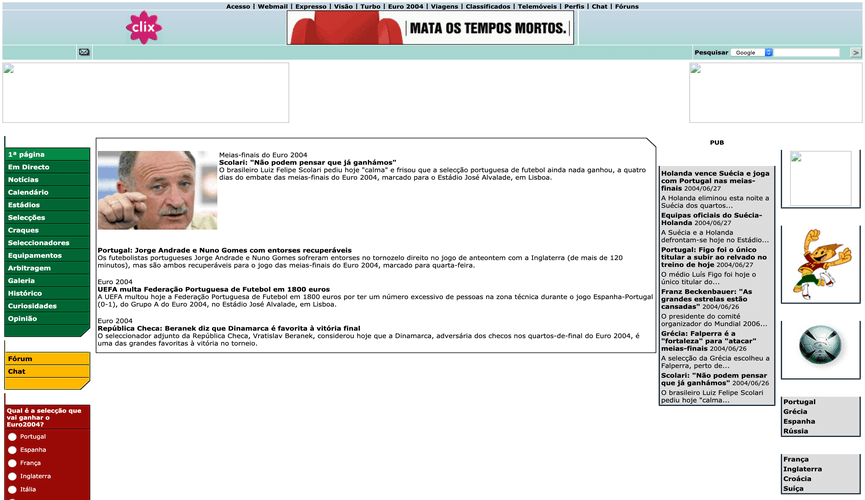 Acesso | Webmail | Expresso | Visão | Turbo | Euro 2004 | Viagens | Classificados | Telemóveis | Perfis | Chat | Fóruns
clix
MATA OS TEMPOS MORTOS.
Pesquisar Google
PUB
1ª página
Em Directo
Notícias
Calendário
Estádios
Selecções
Craques
Seleccionadores
Equipamentos
Arbitragem
Galeria
Histórico
Curiosidades
Opinião
Fórum
Chat
Qual é a selecção que
vai ganhar o
Euro2004?
Portugal
Espanha
França
Inglaterra
Itália
Meias-finais do Euro 2004
Scolari: "Não podem pensar que já ganhámos"
O brasileiro Luiz Felipe Scolari pediu hoje "calma" e frisou que a selecção portuguesa de futebol ainda nada ganhou, a quatro
dias do embate das meias-finais do Euro 2004, marcado para o Estádio José Alvalade, em Lisboa.
Portugal: Jorge Andrade e Nuno Gomes com entorses recuperáveis
Os futebolistas portugueses Jorge Andrade e Nuno Gomes sofreram entorses no tornozelo direito no jogo de anteontem com a Inglaterra (de mais de 120
minutos), mas são ambos recuperáveis para o jogo das meias-finais do Euro 2004, marcado para quarta-feira.
Euro 2004
UEFA multa Federação Portuguesa de Futebol em 1800 euros
A UEFA multou hoje a Federação Portuguesa de Futebol em 1800 euros por ter um número excessivo de pessoas na zona técnica durante o jogo Espanha-Portugal
(0-1), do Grupo A do Euro 2004, no Estádio José Alvalade, em Lisboa.
Euro 2004
República Checa: Beranek diz que Dinamarca é favorita à vitória final
O seleccionador adjunto da República Checa, Vratislav Beranek, considerou hoje que a Dinamarca, adversária dos checos nos quartos-de-final do Euro 2004, é
uma das grandes favoritas à vitória no torneio.
Holanda vence Suécia e joga
com Portugal nas meias-
finais 2004/06/27
A Holanda eliminou esta noite a
Suécia dos quartos...
Equipas oficiais do Suécia-
Holanda 2004/06/27
A Suécia e a Holanda
defrontam-se hoje no Estádio...
Portugal: Figo foi o único
titular a subir ao relvado no
treino de hoje 2004/06/27
O médio Luís Figo foi hoje o
único titular do...
Franz Beckenbauer: "As
grandes estrelas estão
cansadas" 2004/06/26
O presidente do comité
organizador do Mundial 2006...
Grécia: Falperra é a
"fortaleza" para "atacar"
meias-finais 2004/06/26
A selecção da Grécia escolheu a
Falperra, perto de...
Scolari: "Não podem pensar
que já ganhámos" 2004/06/26
O brasileiro Luiz Felipe Scolari
pediu hoje "calma...
Portugal
Grécia
Espanha
Rússia
França
Inglaterra
Croácia
Suíça